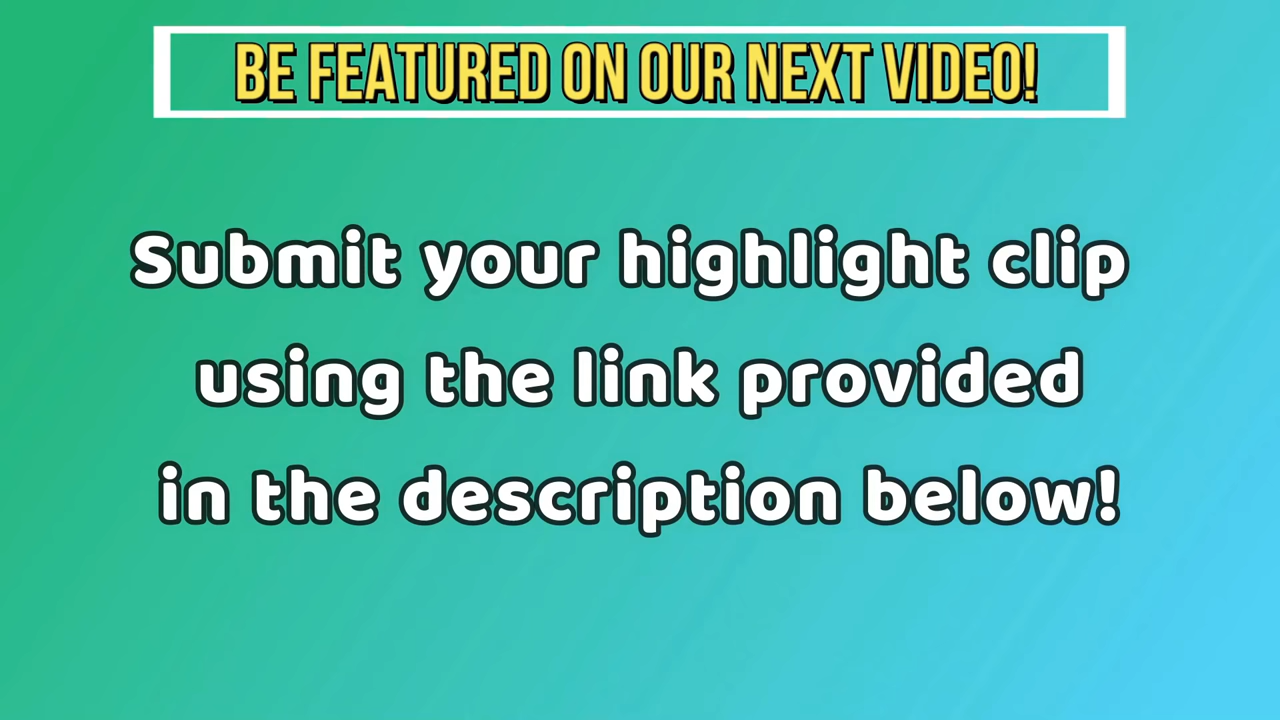 BE FEATURED ON OUR NEXT VIDEO!
Submit your highlight clip
using the link provided
in the description below!